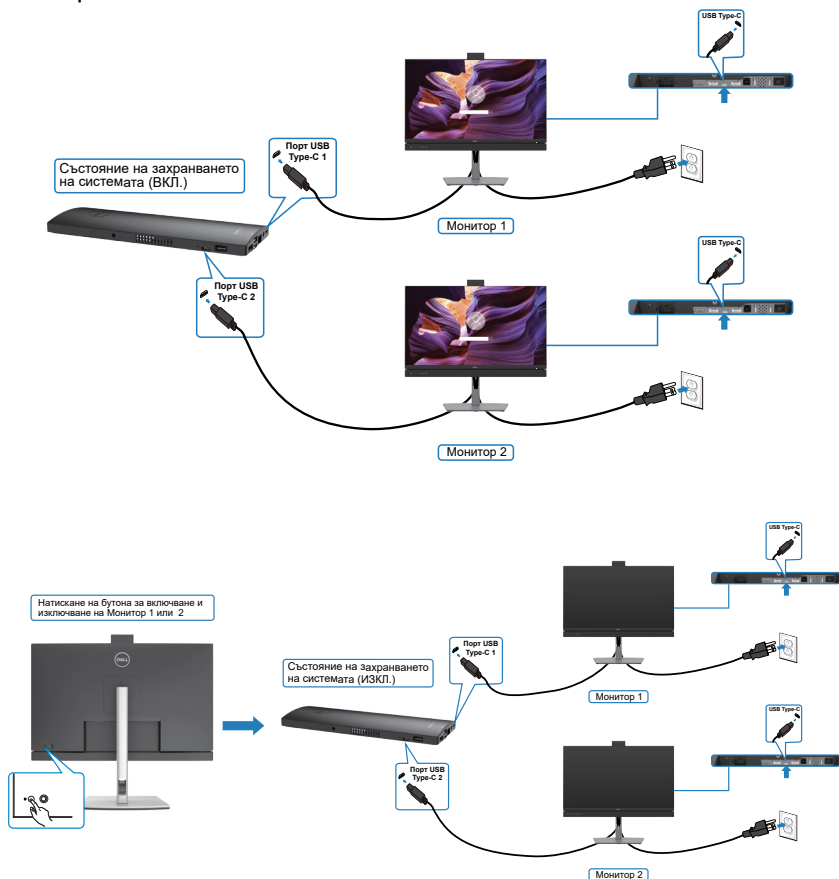 USB Type-C
Порт USB
Type-C 1
Състояние на захранването
на системата (ВКЛ.)
Монитор 1
USB Type-C
Порт USB
Type-C 2
Монитор 2
USB Type-C
Натискане на бутона за включване и
изключване на Монитор 1 или 2
DELL
Порт USB
Type-C 1
Състояние на захранването
на системата (ИЗКЛ.)
Монитор 1
USB Type-C
Порт USB
Type-C 2
Монитор 2